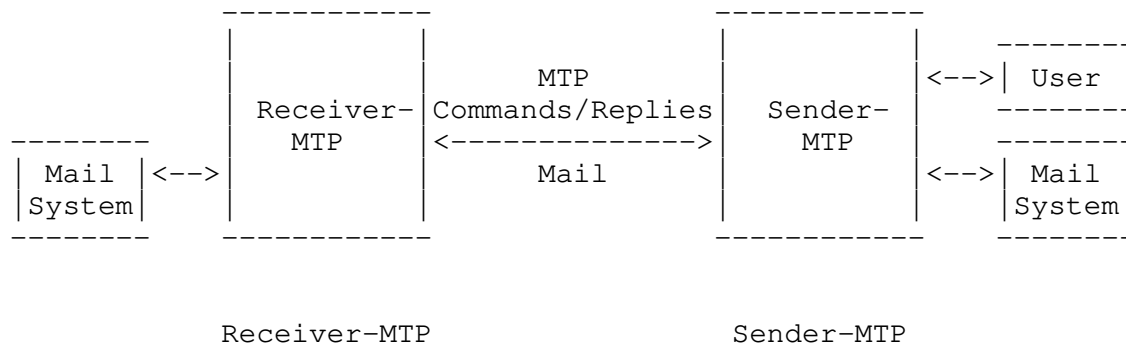 ------------                 ------------
|          |                 |          |    --------
|          |       MTP       |          |<-->| User
| Receiver-|Commands/Replies|  Sender- |    --------
--------    |   MTP    |<-------------->|   MTP    |    --------
| Mail |<-->|          |      Mail      |          |<-->| Mail
|System|    |          |                |          |    |System
--------    ------------                ------------    --------
Receiver-MTP                 Sender-MTP